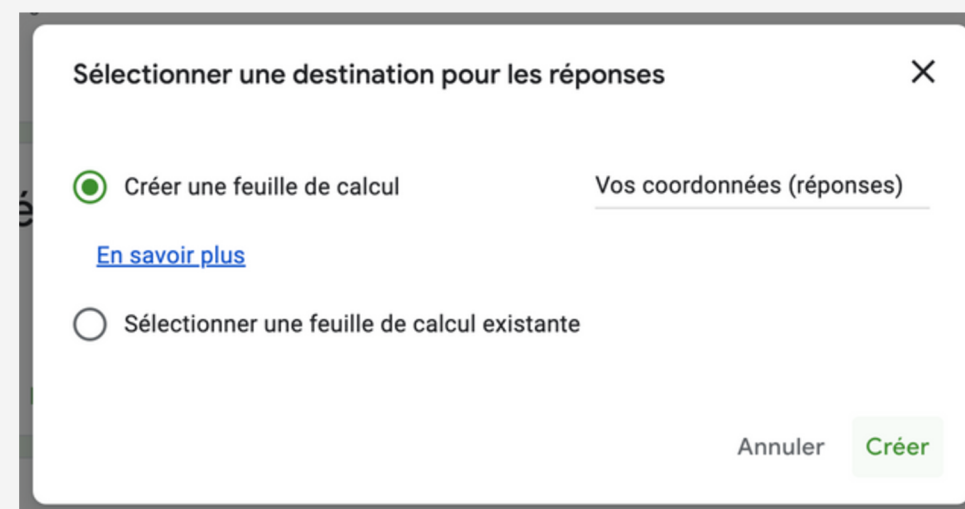 Sélectionner une destination pour les réponses
Créer une feuille de calcul
Vos coordonnées (réponses)
En savoir plus
Sélectionner une feuille de calcul existante
Annuler
Créer